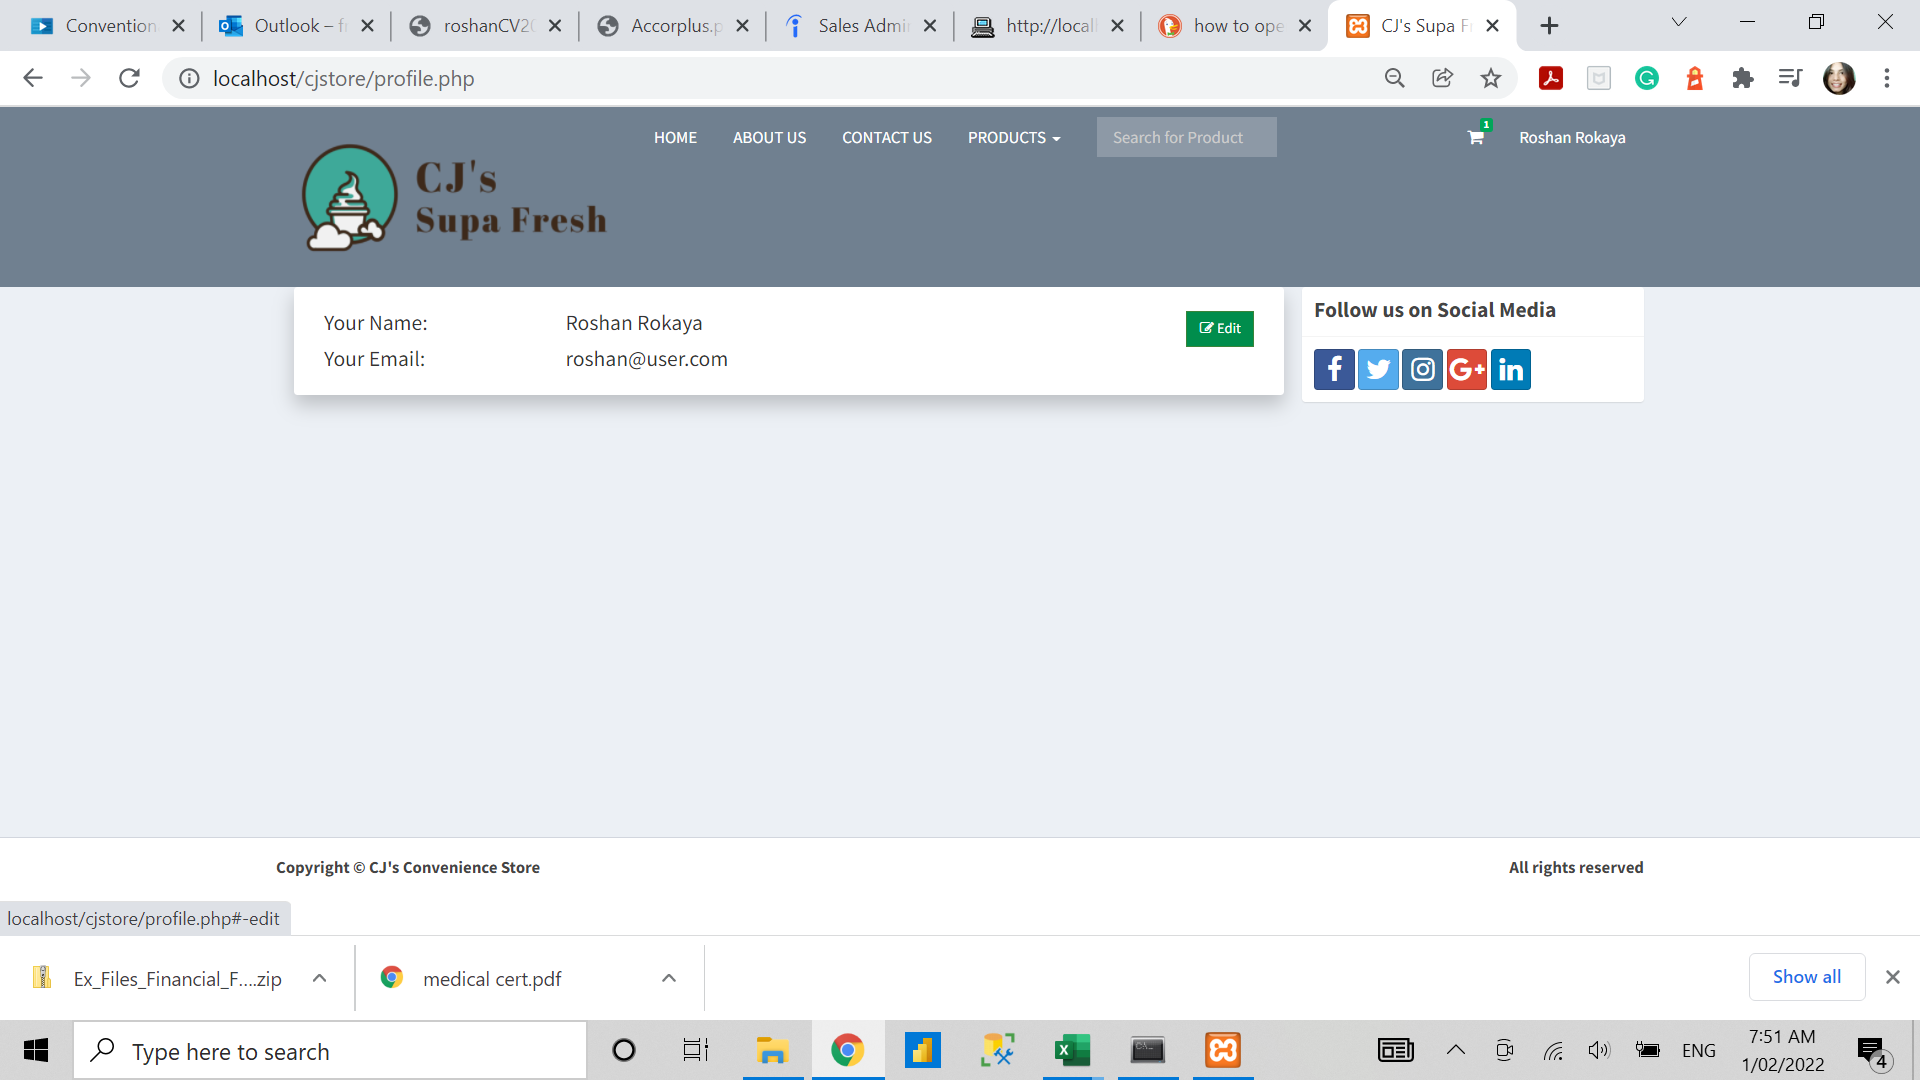 Convention
Outlook – f
roshanCV20
Accorplus.p
Sales Admi
http://local
how to ope
CJ's Supa F
localhost/cjstore/profile.php
HOME
ABOUT US
CONTACT US
PRODUCTS
Search for Product
1
Roshan Rokaya
CJ's
Supa Fresh
Your Name:
Roshan Rokaya
Edit
Your Email:
roshan@user.com
Follow us on Social Media
Copyright © CJ's Convenience Store
All rights reserved
localhost/cjstore/profile.php#-edit
Ex_Files_Financial_F....zip
medical cert.pdf
Show all
Type here to search
ENG
7:51 AM
1/02/2022
4